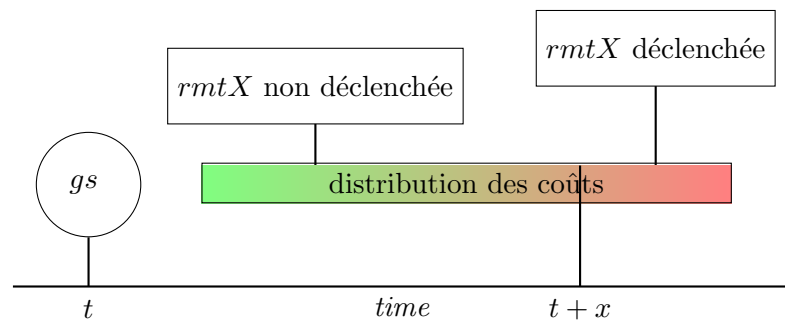 rmtX déclenchée
rmtX non déclenchée
gs
distribution des coûts
t
time
t + x